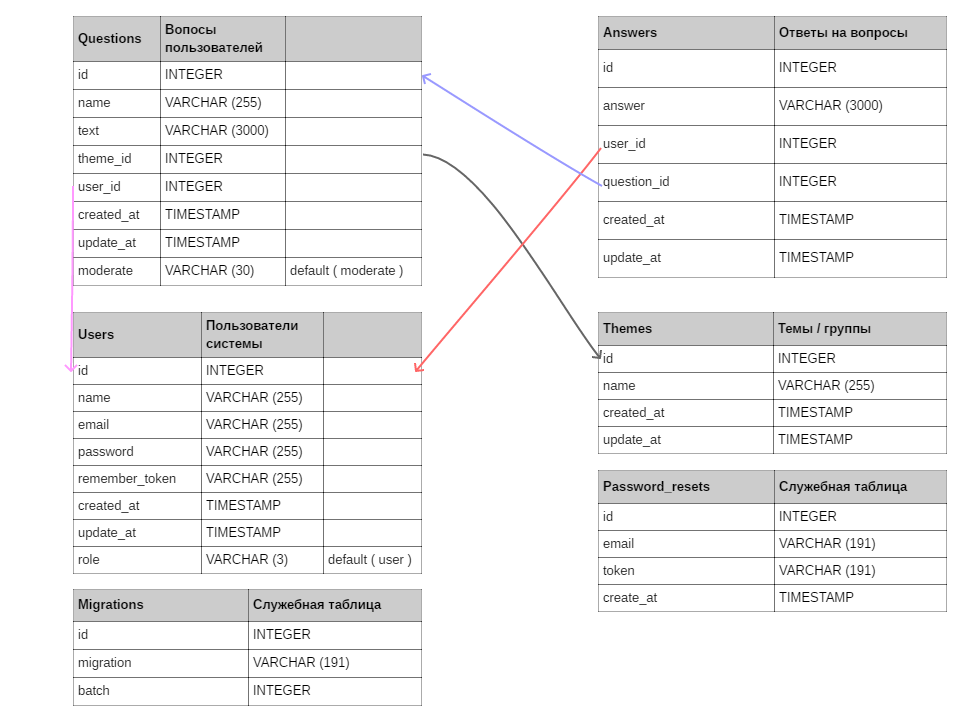 Questions Вопосы
пользователей
id INTEGER
name VARCHAR (255)
text VARCHAR (3000)
theme_id INTEGER
user_id INTEGER
created_at TIMESTAMP
update_at TIMESTAMP
moderate VARCHAR (30) default ( moderate )
Answers Ответы на вопросы
id INTEGER
answer VARCHAR (3000)
user_id INTEGER
question_id INTEGER
created_at TIMESTAMP
update_at TIMESTAMP
Users Пользователи
системы
id INTEGER
name VARCHAR (255)
email VARCHAR (255)
password VARCHAR (255)
remember_token VARCHAR (255)
created_at TIMESTAMP
update_at TIMESTAMP
role VARCHAR (3) default ( user )
Themes Темы / группы
id INTEGER
name VARCHAR (255)
created_at TIMESTAMP
update_at TIMESTAMP
Password_resets Служебная таблица
id INTEGER
email VARCHAR (191)
token VARCHAR (191)
create_at TIMESTAMP
Migrations Служебная таблица
id INTEGER
migration VARCHAR (191)
batch INTEGER